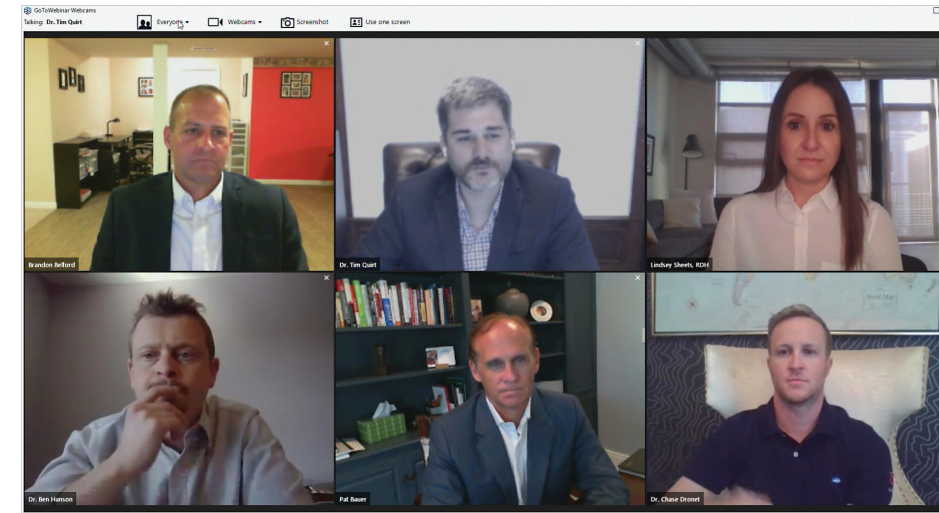 GoToWebinar Webcams
Talking: Dr. Tim Quirt
Everyone
Webcams
Screenshot
Use one screen
Brandon Belford
Dr. Tim Quirt
Lindsey Sheets, RDH
Dr. Ben Hanson
Pat Bauer
Dr. Chase Dronet